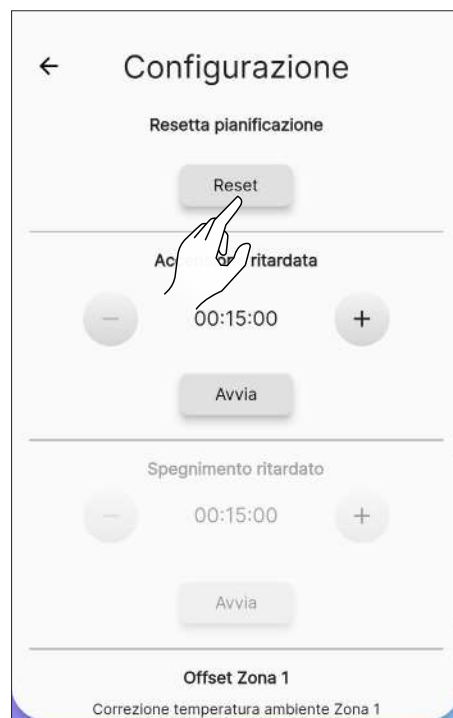 Configurazione
Resetta pianificazione
Reset
ritardata
00:15:00
Avvia
Spegnimento ritardato
00:15:00
Avvia
Offset Zona 1
Correzione temperatura ambiente Zona 1